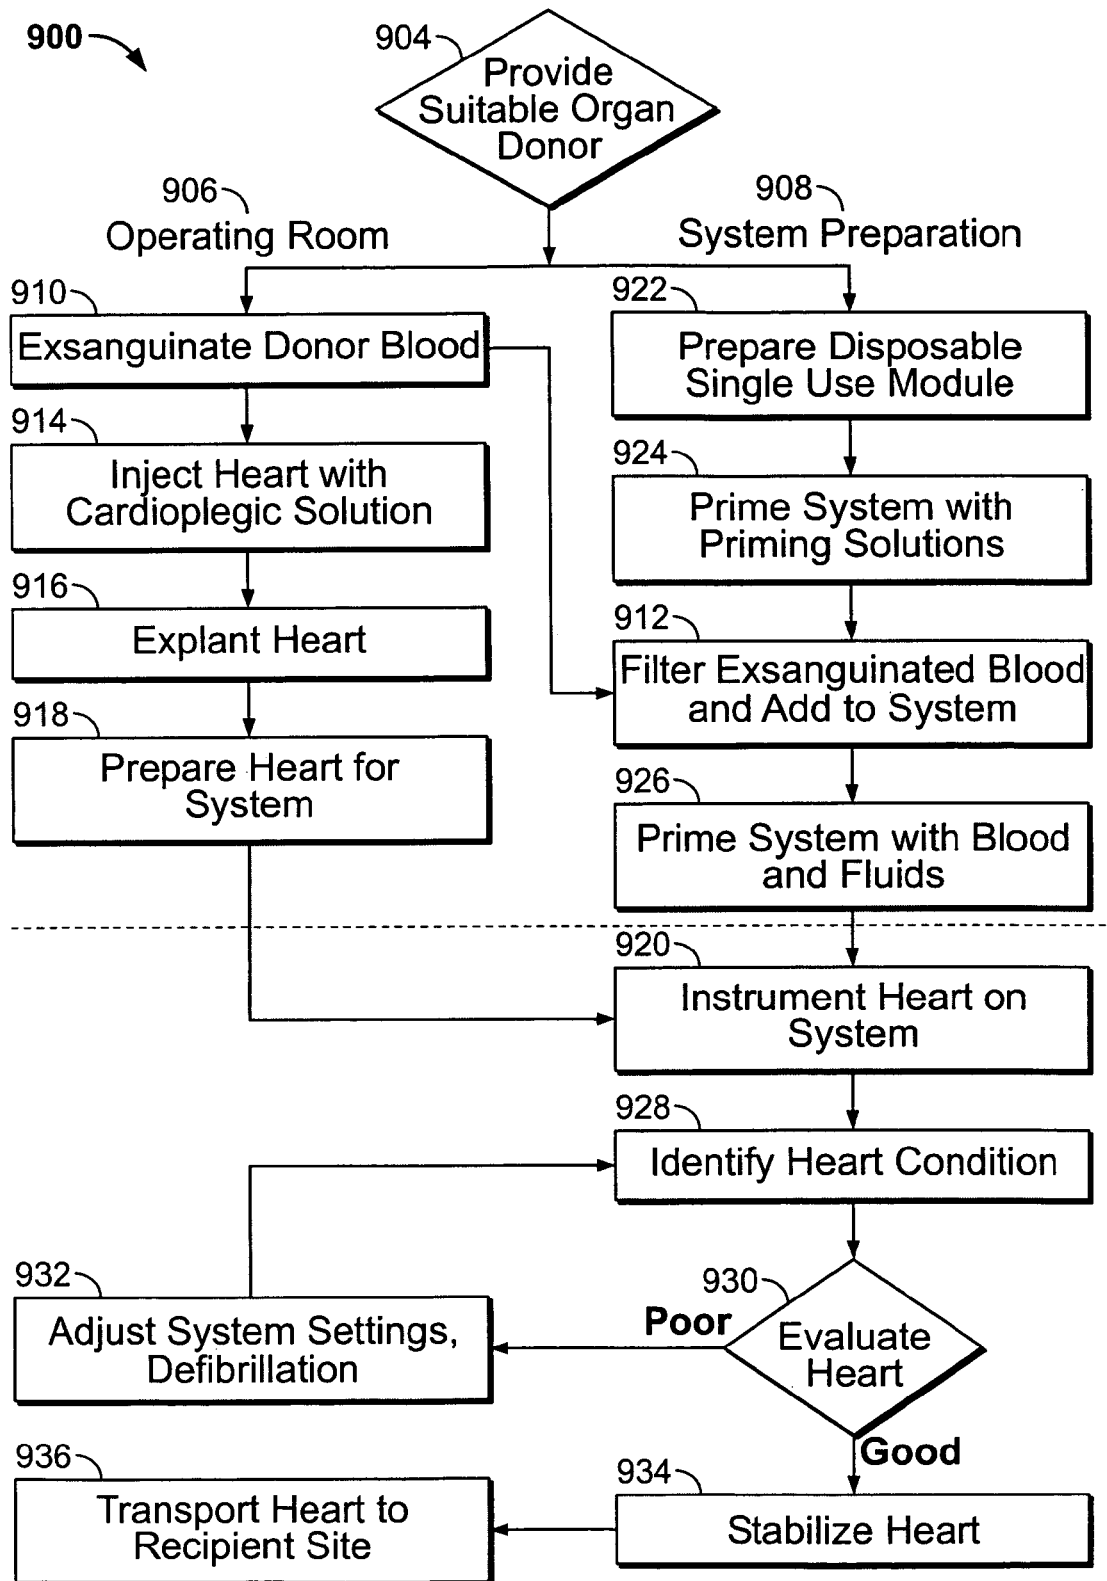 900
904
Provide
Suitable Organ
Donor
906
Operating Room
908
System Preparation
910
Exsanguinate Donor Blood
922
Prepare Disposable
Single Use Module
914
Inject Heart with
Cardioplegic Solution
924
Prime System with
Priming Solutions
916
Explant Heart
912
Filter Exsanguinated Blood
and Add to System
918
Prepare Heart for
System
926
Prime System with Blood
and Fluids
920
Instrument Heart on
System
928
Identify Heart Condition
930
Evaluate
Heart
Poor
932
Adjust System Settings,
Defibrillation
Good
934
Stabilize Heart
936
Transport Heart to
Recipient Site